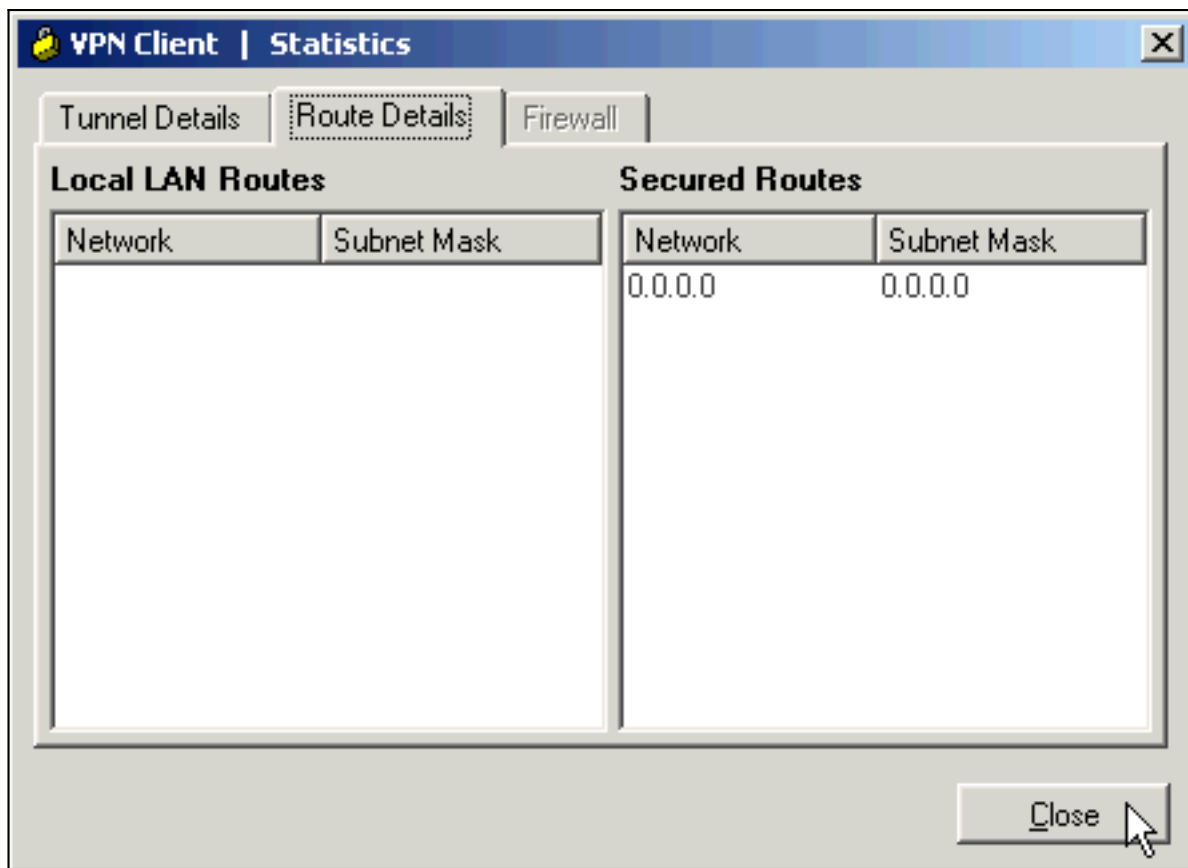 VPN Client | Statistics
Tunnel Details
Route Details
Firewall
Local LAN Routes
Secured Routes
Network Subnet Mask
Network Subnet Mask
0.0.0.0 0.0.0.0
Close